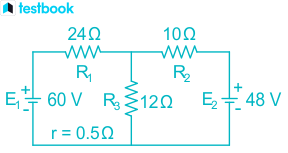 testbook
24Ω 10Ω
R₁ R₂
E₁ + - 60 V R₃ 12Ω E₂ + - 48 V
r = 0.5Ω